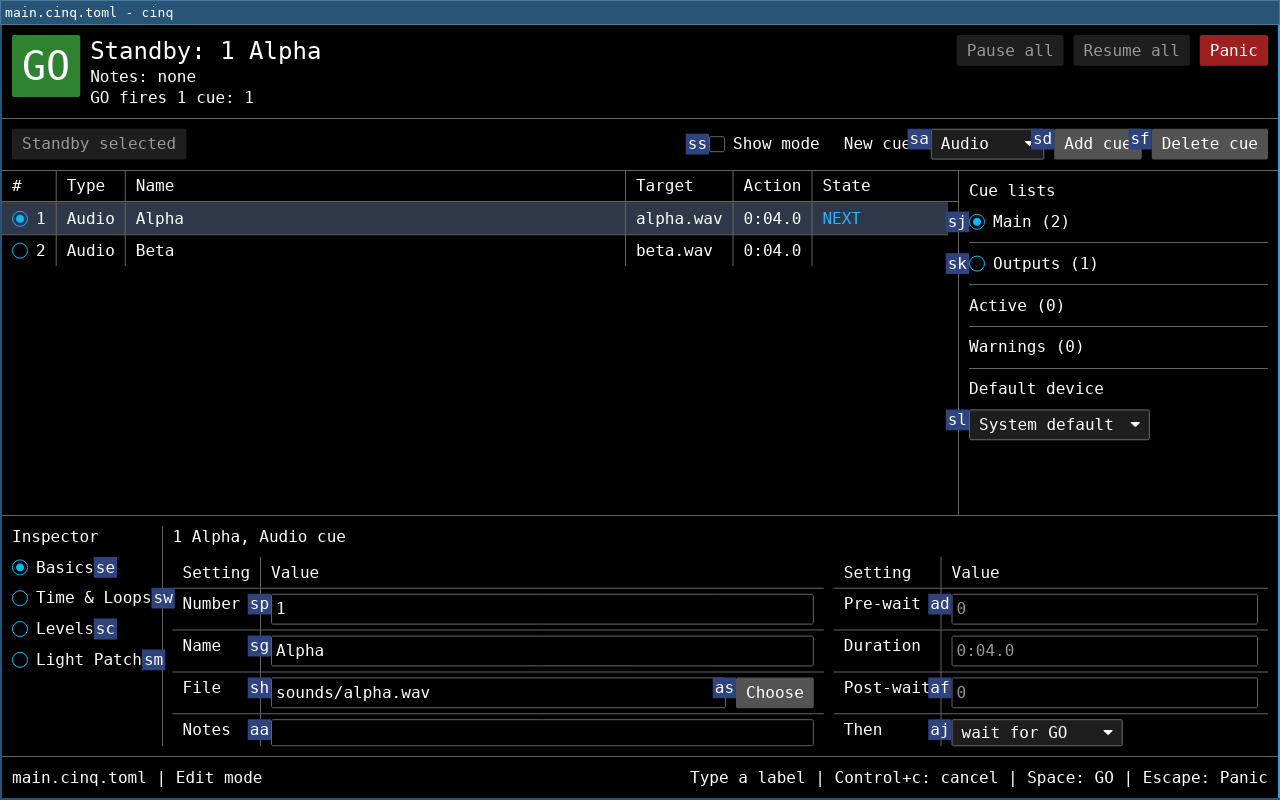 main.cinq.toml - cinq
GO
Standby: 1 Alpha
Notes: none
GO fires 1 cue: 1
Pause all Resume all Panic
Standby selected
ss Show mode New cue sa Audio sd Add cue sf Delete cue
# Type Name Target Action State
1 Audio Alpha alpha.wav 0:04.0 NEXT
2 Audio Beta beta.wav 0:04.0
Cue lists
sj Main (2)
sk Outputs (1)
Active (0)
Warnings (0)
Default device
sl System default
Inspector
Basics se
Time & Loops sw
Levels sc
Light Patch sm
1 Alpha, Audio cue
Setting Value
Number sp 1
Name sg Alpha
File sh sounds/alpha.wav as Choose
Notes aa
Setting Value
Pre-wait ad 0
Duration 0:04.0
Post-wait af 0
Then aj wait for GO
main.cinq.toml | Edit mode
Type a label | Control+c: cancel | Space: GO | Escape: Panic